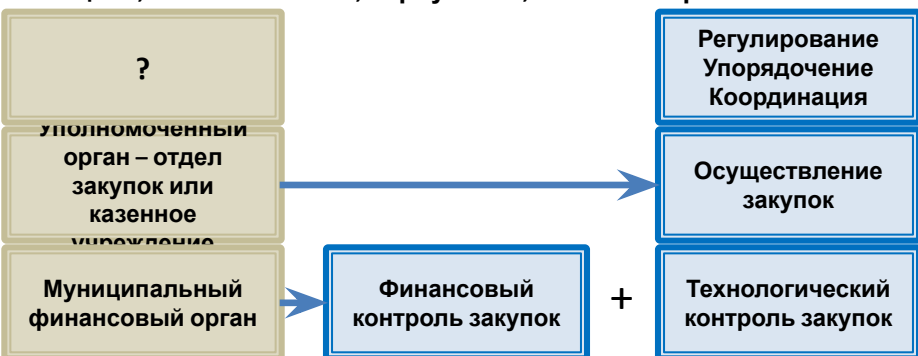 ?
Регулирование
Упорядочение
Координация
Уполномоченный
орган – отдел
закупок или
казенное
учреждение
Осуществление
закупок
Муниципальный
финансовый орган
Финансовый
контроль закупок
+
Технологический
контроль закупок